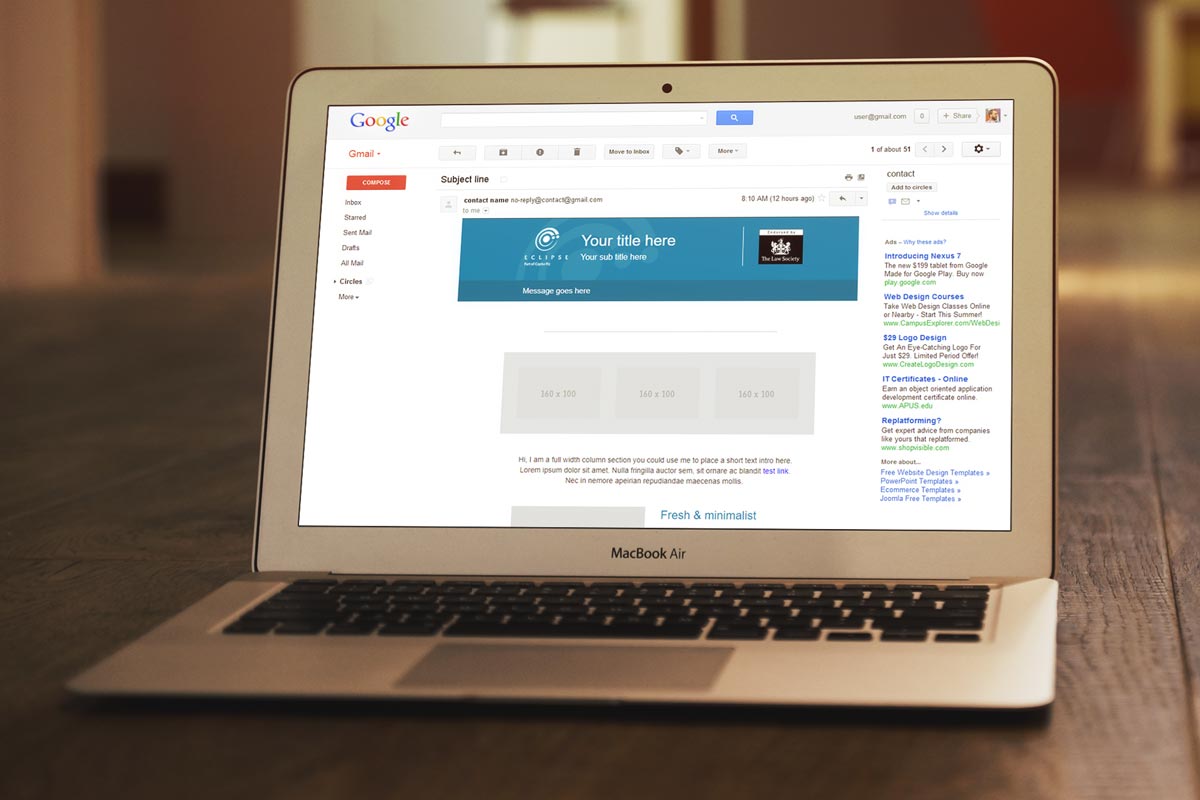 Google
user@gmail.com
0
+ Share
Gmail
Move to Inbox
More
1 of about 51
COMPOSE
Inbox
Starred
Sent Mail
Drafts
All Mail
Circles
More
Subject line
contact name no-reply@contact@gmail.com
to me
8:10 AM (12 hours ago)
ECLIPSE
Your title here
Your sub title here
Endorsed by
The Law Society
Message goes here
160 x 100
160 x 100
160 x 100
Hi, I am a full width column section you could use me to place a short text intro here.
Lorem ipsum dolor sit amet. Nulla fringilla auctor sem, sit ornare ac blandit test link.
Nec in nemore apeirian repudiandae maecenas mollis.
Fresh & minimalist
contact
Add to circles
Show details
Ads – Why these ads?
Introducing Nexus 7
The new $199 tablet from Google
Made for Google Play. Buy now
play.google.com
Web Design Courses
Take Web Design Classes Online
or Nearby - Start This Summer!
www.CampusExplorer.com/WebDesi
$29 Logo Design
Get An Eye-Catching Logo For
Just $29. Limited Period Offer!
www.CreateLogoDesign.com
IT Certificates - Online
Earn an object oriented application
development certificate online.
www.APUS.edu
Replatforming?
Get expert advice from companies
like yours that replatformed.
www.shopvisible.com
More about...
Free Website Design Templates »
PowerPoint Templates »
Ecommerce Templates »
Joomla Free Templates »
MacBook Air